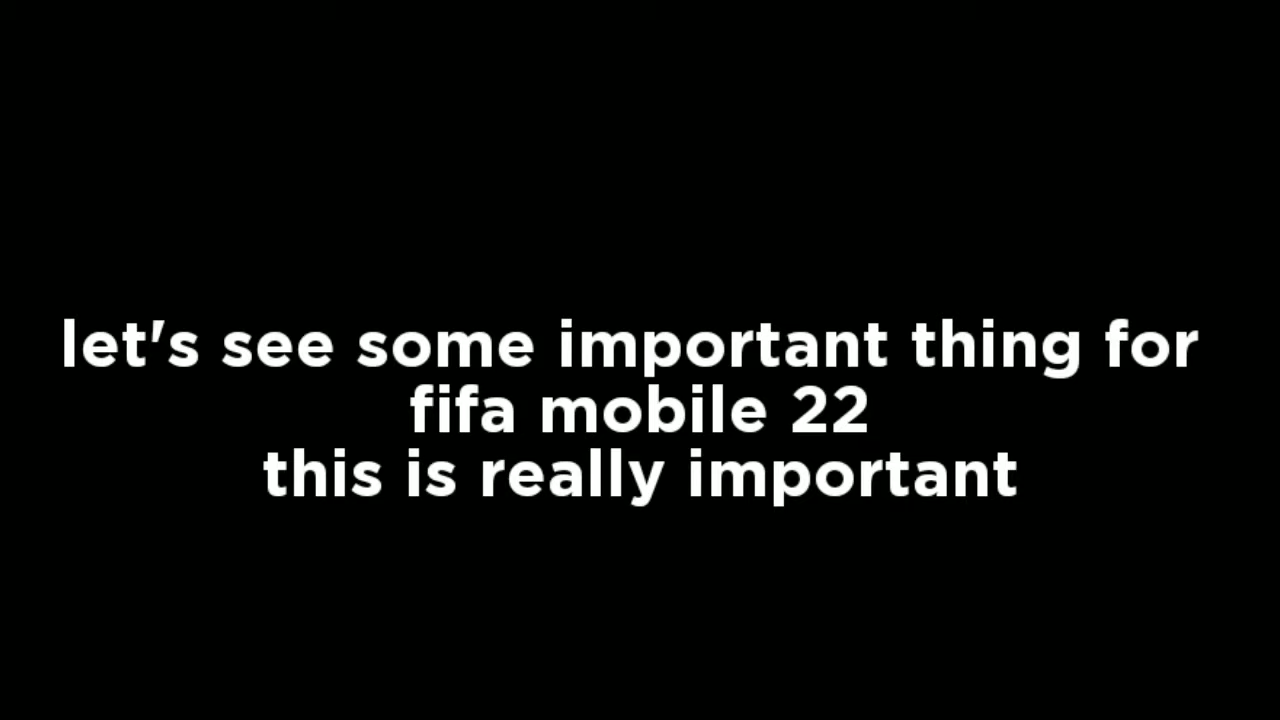 let's see some important thing for
fifa mobile 22
this is really important